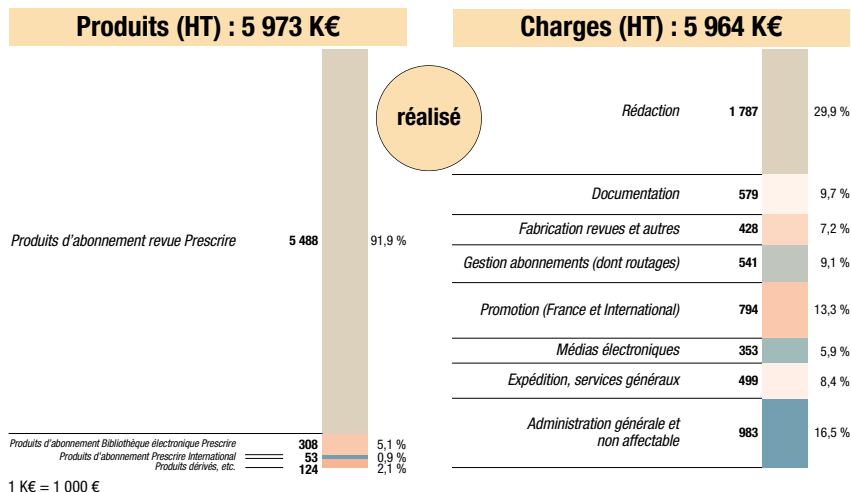 Produits (HT) : 5 973 K€
Produits d'abonnement revue Prescrire 5 488 91,9 %
Produits d'abonnement Bibliothèque électronique Prescrire 308 5,1 %
Produits d'abonnement Prescrire International 53 0,9 %
Produits dérivés, etc. 124 2,1 %
1 K€ = 1 000 €
réalisé
Charges (HT) : 5 964 K€
Rédaction 1 787 29,9 %
Documentation 579 9,7 %
Fabrication revues et autres 428 7,2 %
Gestion abonnements (dont routages) 541 9,1 %
Promotion (France et International) 794 13,3 %
Médias électroniques 353 5,9 %
Expédition, services généraux 499 8,4 %
Administration générale et
non affectable 983 16,5 %